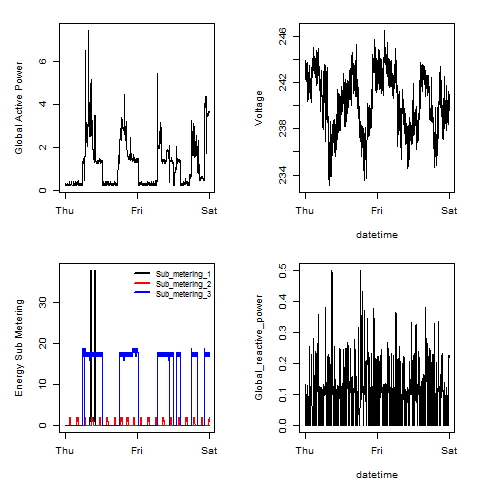 Global Active Power
0 2 4 6
Thu Fri Sat
Voltage
234 238 242 246
Thu Fri Sat
datetime
Energy Sub Metering
0 10 20 30
Sub_metering_1
Sub_metering_2
Sub_metering_3
Thu Fri Sat
Global_reactive_power
0.0 0.1 0.2 0.3 0.4 0.5
Thu Fri Sat
datetime